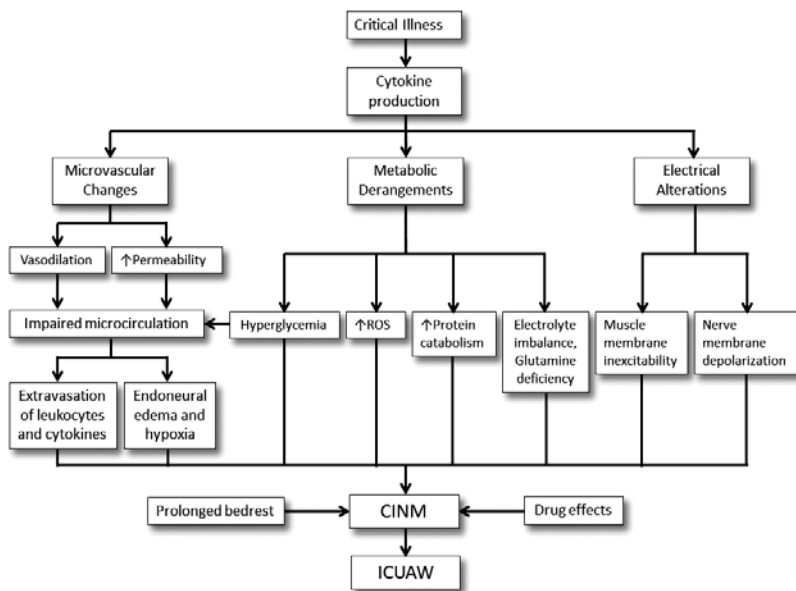 Critical Illness
Cytokine
production
Microvascular
Changes
Metabolic
Derangements
Electrical
Alterations
Vasodilation
↑Permeability
Impaired microcirculation
Hyperglycemia
↑ROS
↑Protein
catabolism
Electrolyte
imbalance,
Glutamine
deficiency
Muscle
membrane
inexcitability
Nerve
membrane
depolarization
Extravasation
of leukocytes
and cytokines
Endoneural
edema and
hypoxia
Prolonged bedrest
CINM
Drug effects
ICUAW